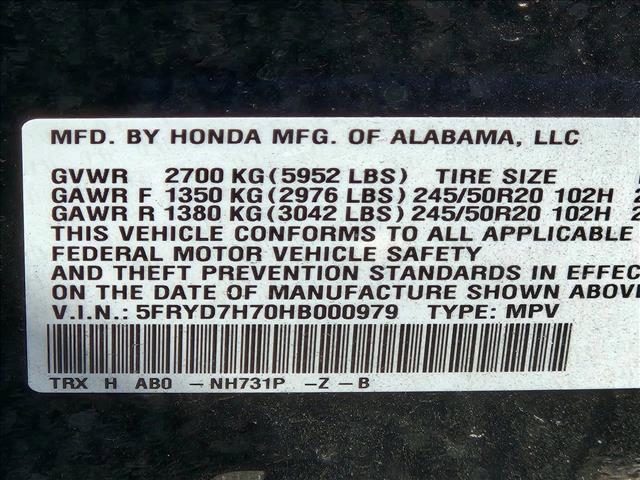 MFD. BY HONDA MFG. OF ALABAMA, LLC
GVWR 2700 KG (5952 LBS) TIRE SIZE
GAWR F 1350 KG (2976 LBS) 245/50R20 102H
GAWR R 1380 KG (3042 LBS) 245/50R20 102H
THIS VEHICLE CONFORMS TO ALL APPLICABLE
FEDERAL MOTOR VEHICLE SAFETY
AND THEFT PREVENTION STANDARDS IN EFFEC
ON THE DATE OF MANUFACTURE SHOWN ABOV
V.I.N.: 5FRYD7H70HB000979 TYPE: MPV
TRX H AB0 - NH731P - Z - B